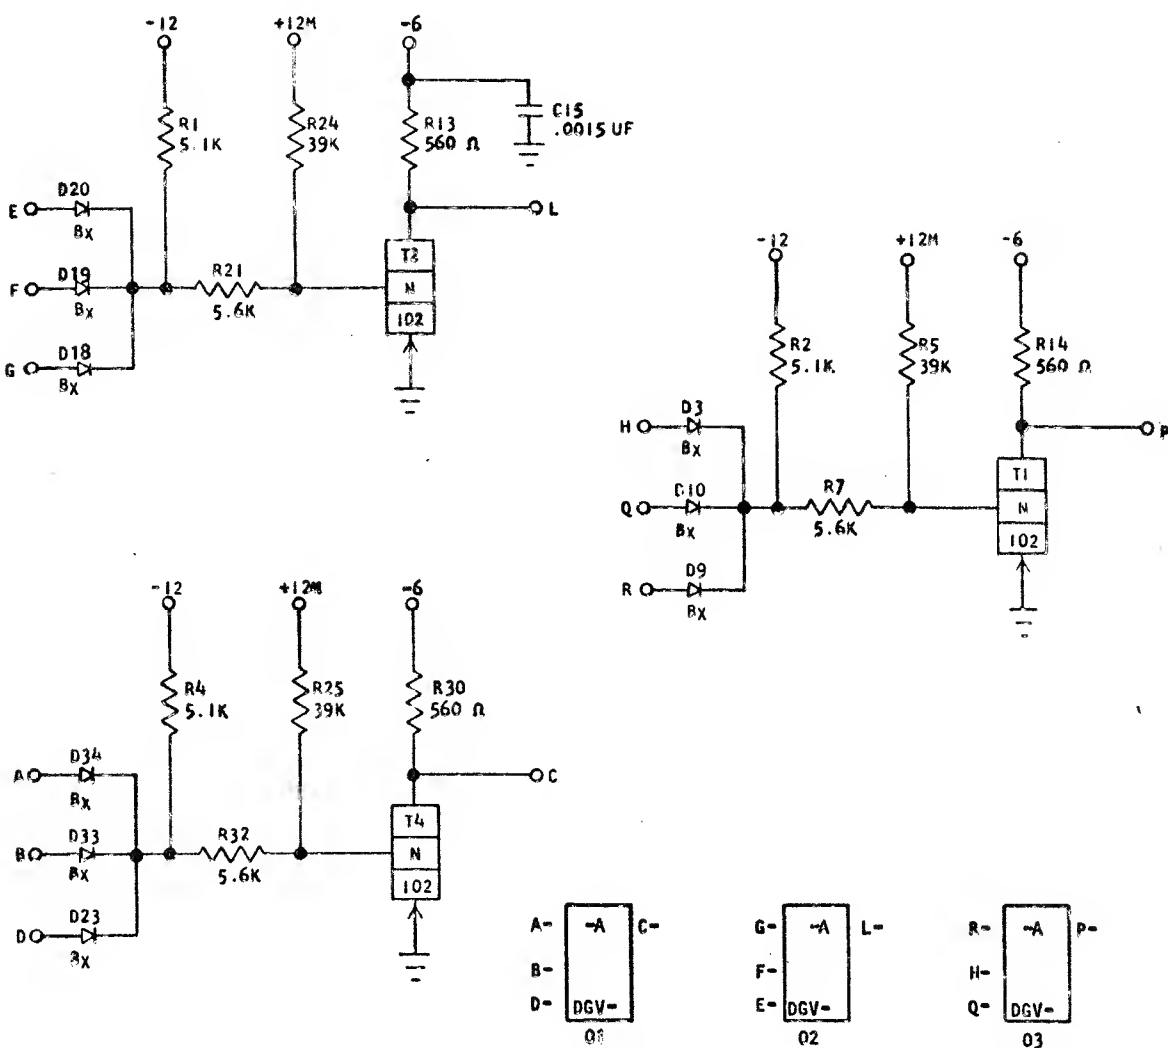 -12
+12M
-6
R1
5.1K
R24
39K
R13
560 Ω
C15
.0015 UF
D20
E
BX
L
D19
F
BX
R21
5.6K
N
102
D18
G
BX
-12
+12M
-6
R2
5.1K
R5
39K
R14
560 Ω
D3
H
BX
P
D10
Q
BX
R7
5.6K
T1
N
102
D9
R
BX
-12
+12M
-6
R4
5.1K
R25
39K
R30
560 Ω
D34
A
BX
C
D33
B
BX
R32
5.6K
T4
N
102
D23
D
BX
A- -A C-
B-
D- DGV-
01
G- -A L-
F-
E- DGV-
02
R- -A P-
H-
Q- DGV-
03